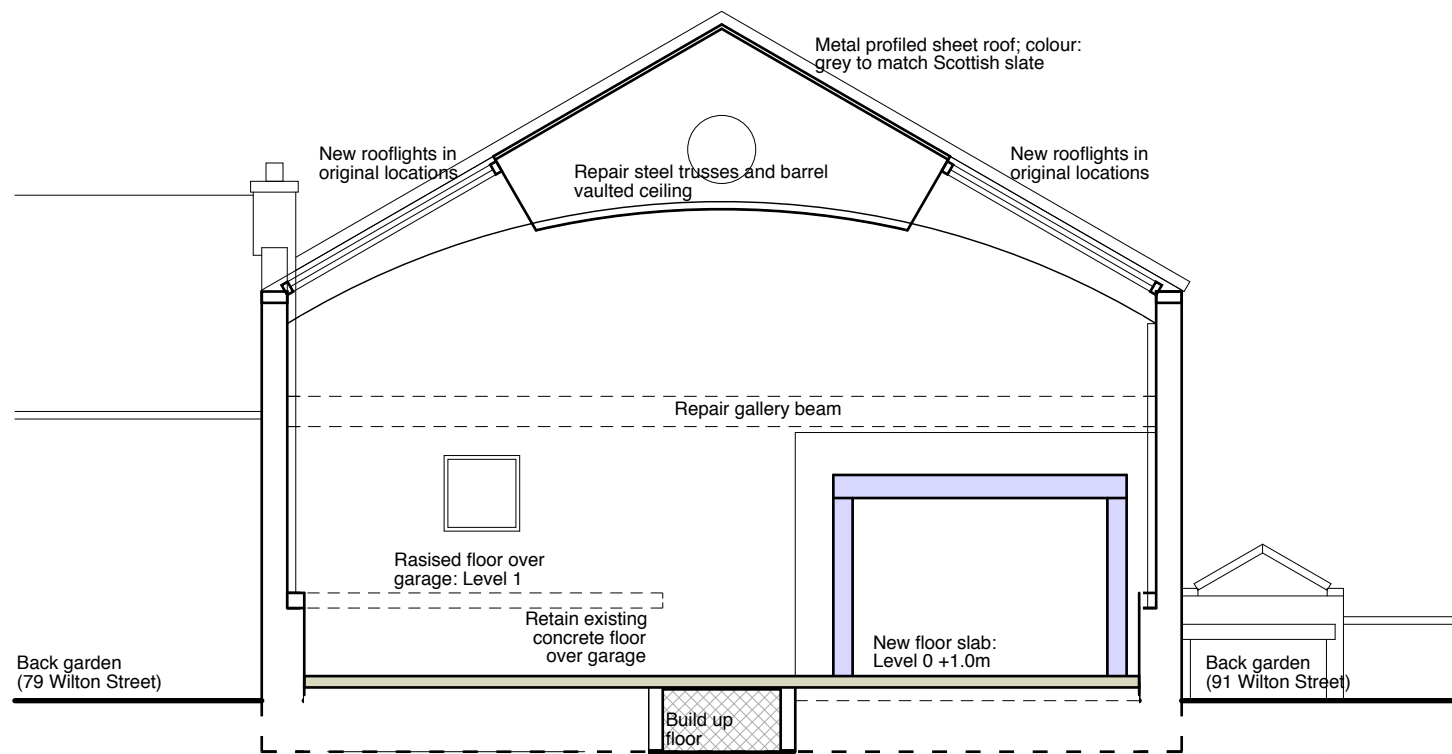 Metal profiled sheet roof; colour:
grey to match Scottish slate
New rooflights in
original locations
Repair steel trusses and barrel
vaulted ceiling
New rooflights in
original locations
Repair gallery beam
Rasised floor over
garage: Level 1
Retain existing
concrete floor
over garage
New floor slab:
Level 0 +1.0m
Back garden
(79 Wilton Street)
Back garden
(91 Wilton Street)
Build up
floor